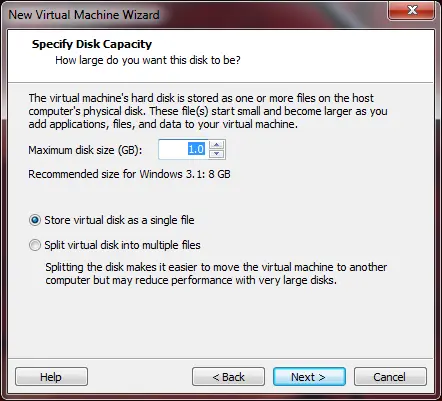 New Virtual Machine Wizard
Specify Disk Capacity
How large do you want this disk to be?
The virtual machine's hard disk is stored as one or more files on the host
computer's physical disk. These file(s) start small and become larger as you
add applications, files, and data to your virtual machine.
Maximum disk size (GB): 1.0
Recommended size for Windows 3.1: 8 GB
Store virtual disk as a single file
Split virtual disk into multiple files
Splitting the disk makes it easier to move the virtual machine to another
computer but may reduce performance with very large disks.
Help < Back Next > Cancel